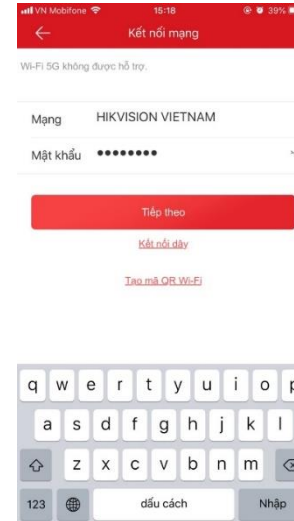 VN Mobifone 15:18 39%
Kết nối mạng
Wi-Fi 5G không được hỗ trợ.
Mạng HIKVISION VIETNAM
Mật khẩu ••••••••
Tiếp theo
Kết nối dây
Tạo mã QR Wi-Fi
q w e r t y u i o p
a s d f g h j k l
z x c v b n m
123 dấu cách Nhập